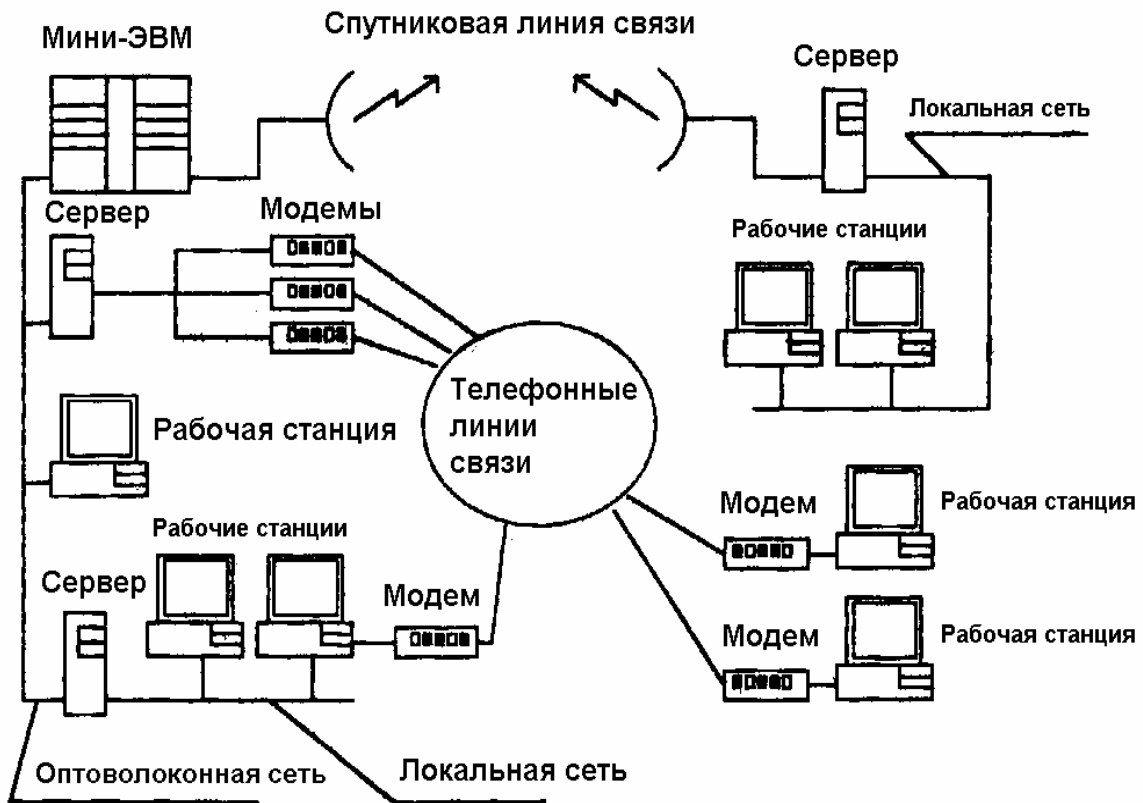 Спутниковая линия связи
Мини-ЭВМ
Сервер
Локальная сеть
Сервер
Модемы
Рабочие станции
Телефонные
линии
связи
Рабочая станция
Модем
Рабочая станция
Рабочие станции
Сервер
Модем
Модем
Рабочая станция
Оптоволоконная сеть
Локальная сеть